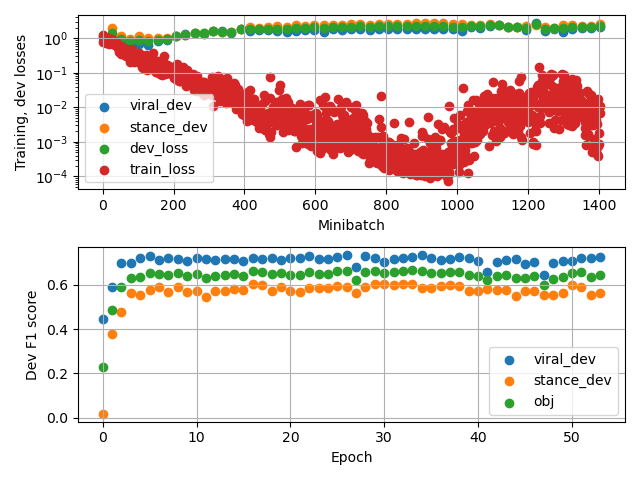 Training, dev losses
10⁰
10⁻¹
10⁻²
10⁻³
10⁻⁴
viral_dev
stance_dev
dev_loss
train_loss
0 200 400 600 800 1000 1200 1400
Minibatch
Dev F1 score
0.6
0.4
0.2
0.0
viral_dev
stance_dev
obj
0 10 20 30 40 50
Epoch